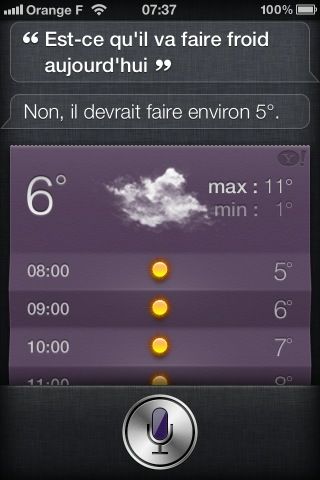 Orange F 07:37 100%
“ Est-ce qu'il va faire froid
aujourd'hui ”
Non, il devrait faire environ 5°.
Y!
6° max : 11°
min : 1°
08:00 5°
09:00 6°
10:00 7°
11:00 8°